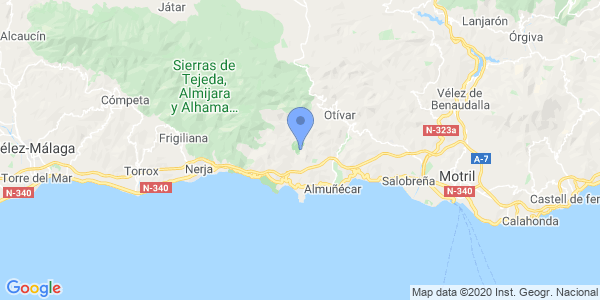 Játar
Lanjarón
Órgiva
Alcaucín
Sierras de
Tejeda,
Almijara
y Alhama...
Cómpeta
Vélez de
Benaudalla
Otívar
N-323a
Frigiliana
élez-Málaga
A-7
Torrox
Nerja
Torre del Mar
N-340
N-340
Almuñécar
Salobreña
Motril
N-340
Castell de fer
Calahonda
Google
Map data ©2020 Inst. Geogr. Nacional